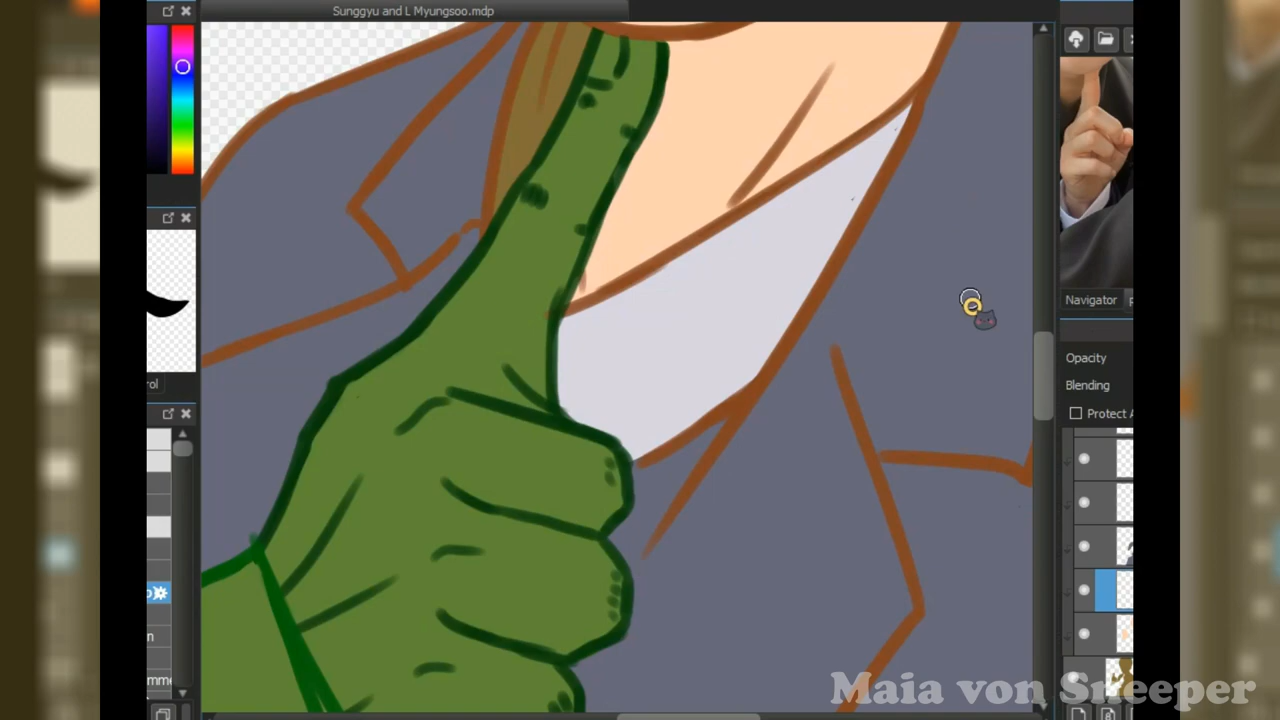 Sunggyu and L Myungsoo.mdp
Navigator
Opacity
Blending
Protect
Maia von Sneeper